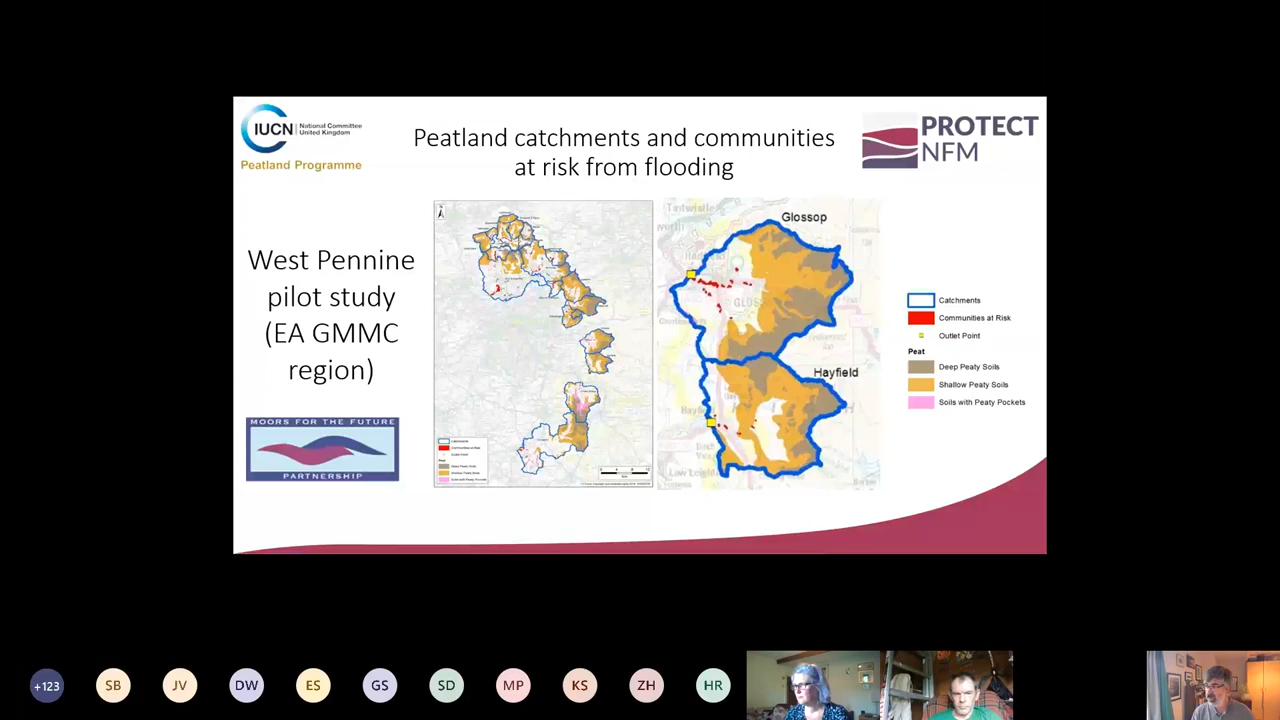 IUCN
National Committee
United Kingdom
Peatland Programme
Peatland catchments and communities
at risk from flooding
PROTECT
NFM
West Pennine
pilot study
(EA GMMC
region)
MOORS FOR THE FUTURE
PARTNERSHIP
Glossop
Hayfield
Catchments
Communities at Risk
Outlet Point
Peat
Deep Peaty Soils
Shallow Peaty Soils
Soils with Peaty Pockets
+123
SB
JV
DW
ES
GS
SD
MP
KS
ZH
HR